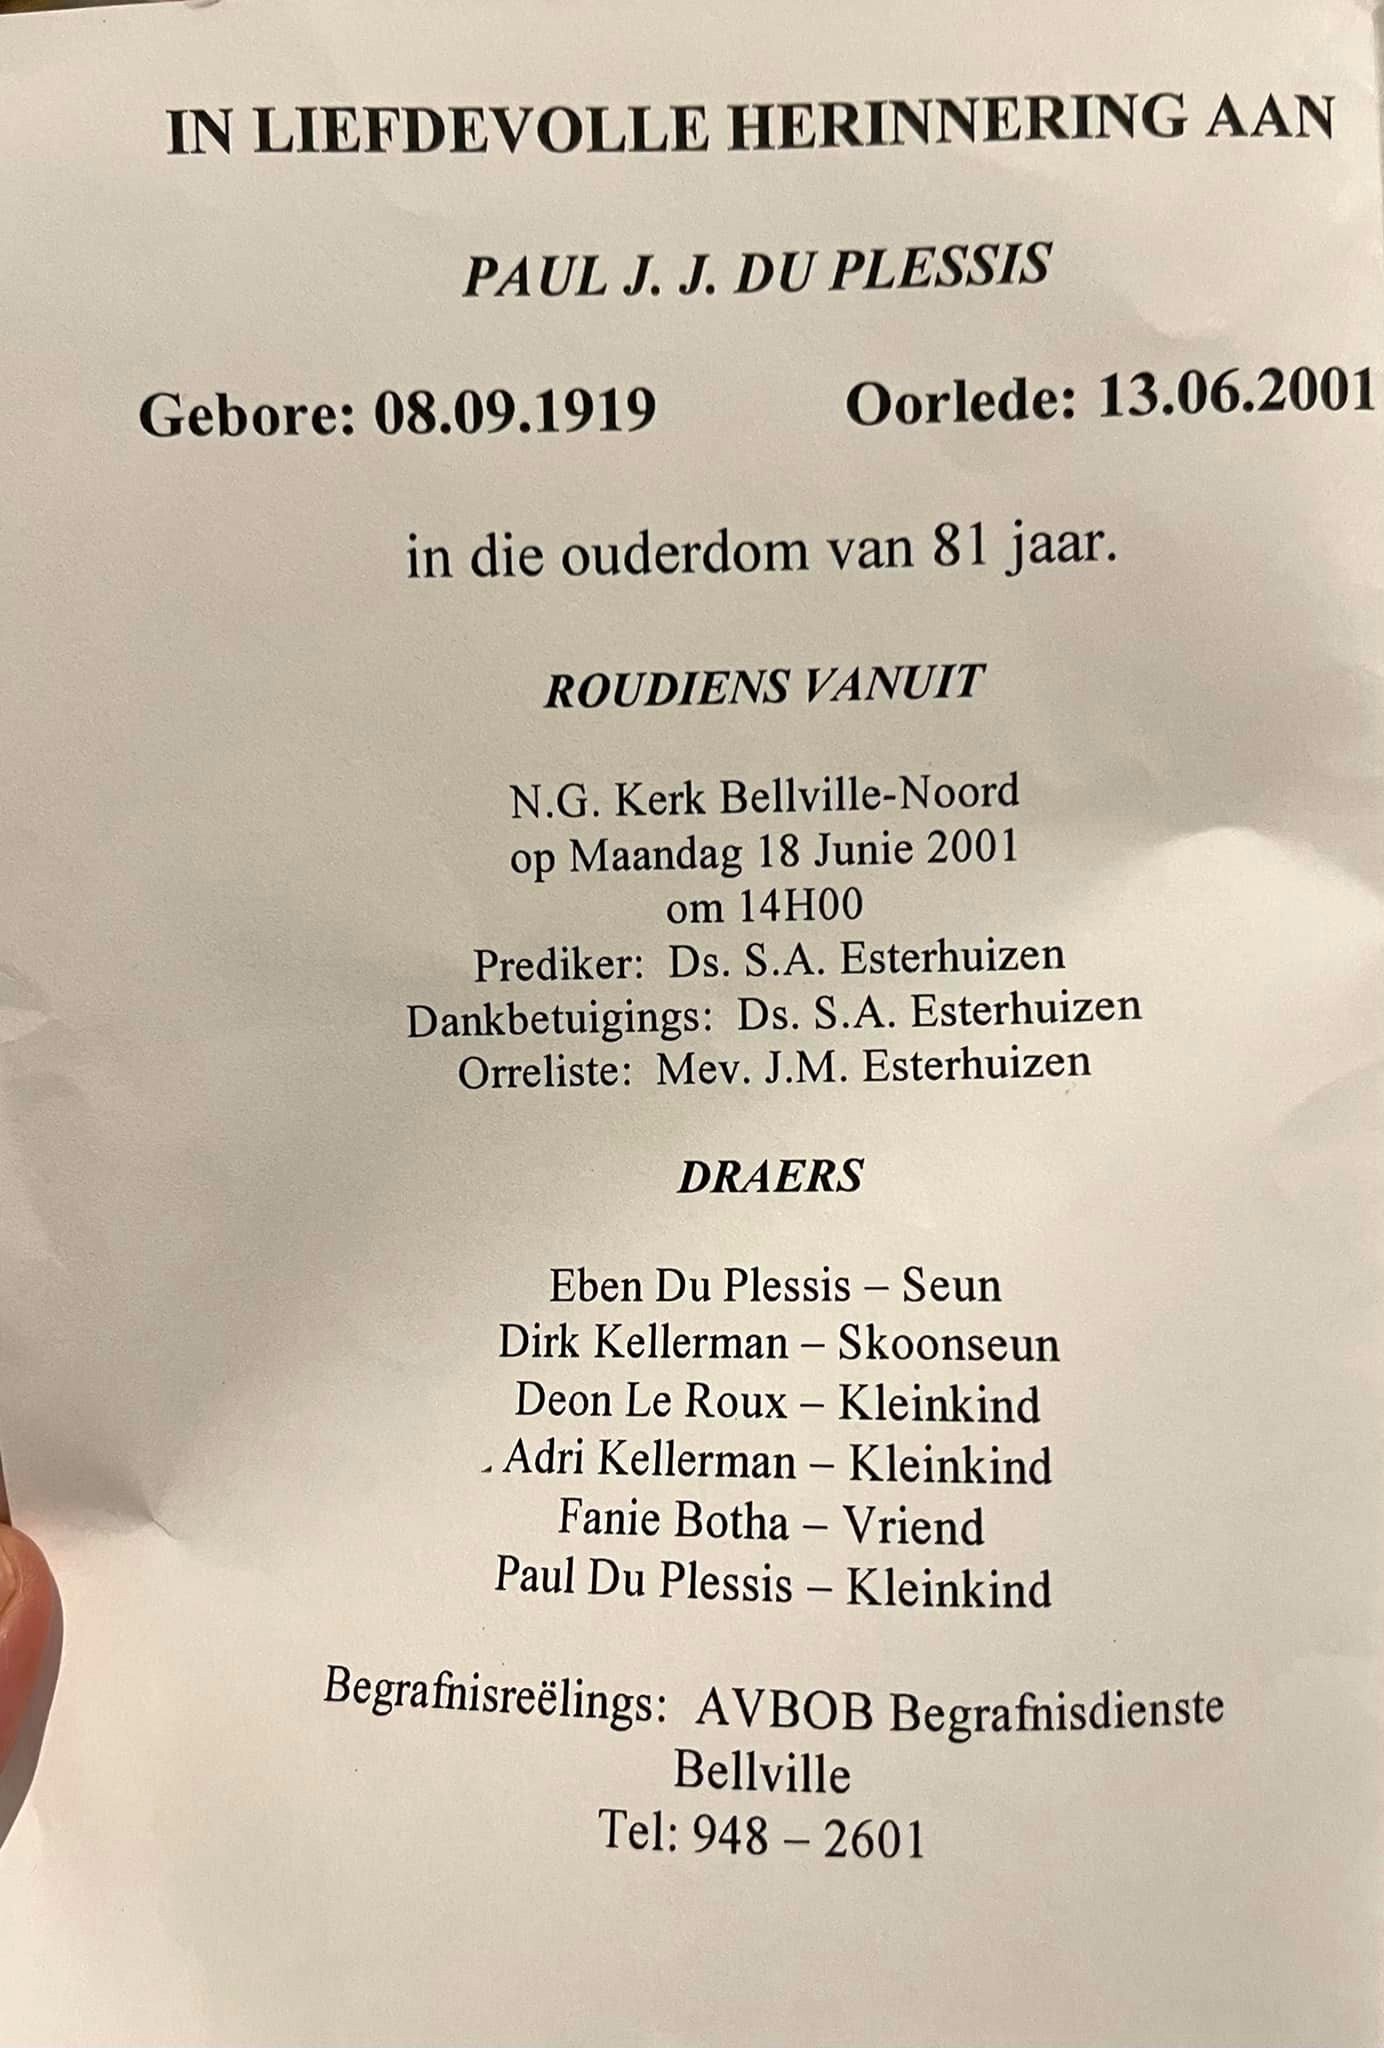 IN LIEFDEVOLLE HERINNERING AAN
PAUL J. J. DU PLESSIS
Gebore: 08.09.1919 Oorlede: 13.06.2001
in die ouderdom van 81 jaar.
ROUDIENS VANUIT
N.G. Kerk Bellville-Noord
op Maandag 18 Junie 2001
om 14H00
Prediker: Ds. S.A. Esterhuizen
Dankbetuigings: Ds. S.A. Esterhuizen
Orreliste: Mev. J.M. Esterhuizen
DRAERS
Eben Du Plessis – Seun
Dirk Kellerman – Skoonseun
Deon Le Roux – Kleinkind
Adri Kellerman – Kleinkind
Fanie Botha – Vriend
Paul Du Plessis – Kleinkind
Begrafnisreëlings: AVBOB Begrafnisdienste
Bellville
Tel: 948 – 2601